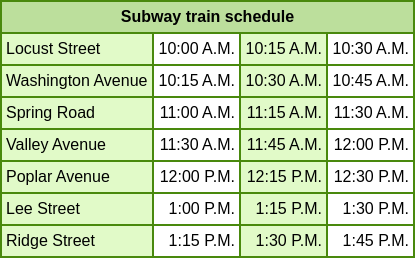 Subway train schedule
Locust Street 10:00 A.M. 10:15 A.M. 10:30 A.M.
Washington Avenue 10:15 A.M. 10:30 A.M. 10:45 A.M.
Spring Road 11:00 A.M. 11:15 A.M. 11:30 A.M.
Valley Avenue 11:30 A.M. 11:45 A.M. 12:00 P.M.
Poplar Avenue 12:00 P.M. 12:15 P.M. 12:30 P.M.
Lee Street 1:00 P.M. 1:15 P.M. 1:30 P.M.
Ridge Street 1:15 P.M. 1:30 P.M. 1:45 P.M.